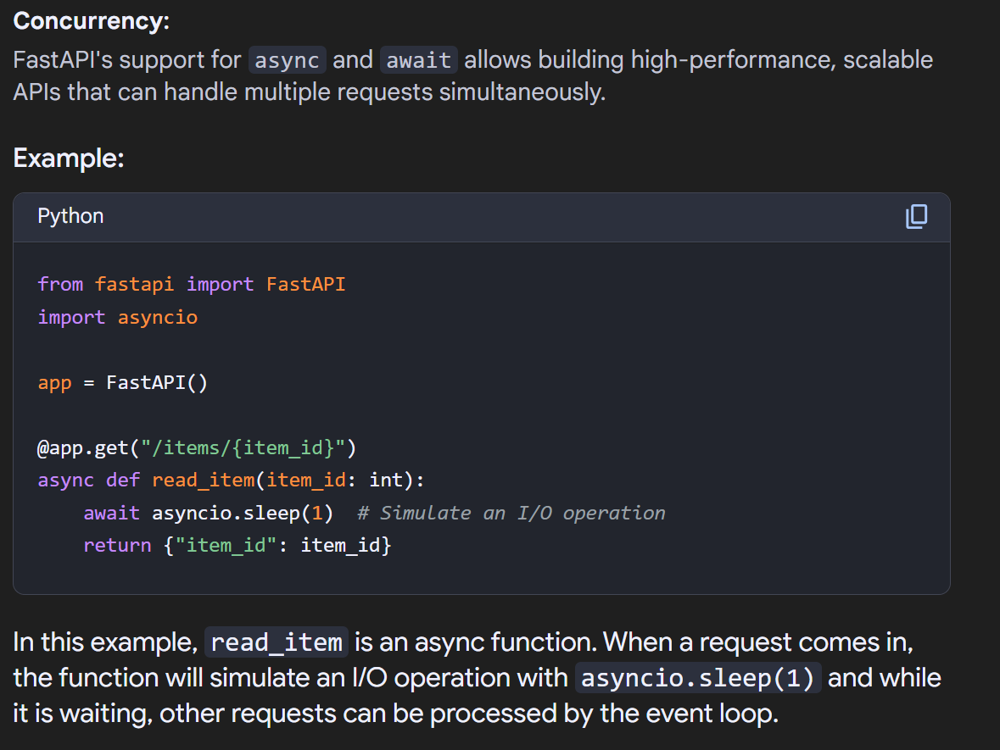 Concurrency:
FastAPI's support for async and await allows building high-performance, scalable
APIs that can handle multiple requests simultaneously.
Example:
Python
from fastapi import FastAPI
import asyncio
app = FastAPI()
@app.get("/items/{item_id}")
async def read_item(item_id: int):
    await asyncio.sleep(1)  # Simulate an I/O operation
    return {"item_id": item_id}
In this example, read_item is an async function. When a request comes in,
the function will simulate an I/O operation with asyncio.sleep(1) and while
it is waiting, other requests can be processed by the event loop.